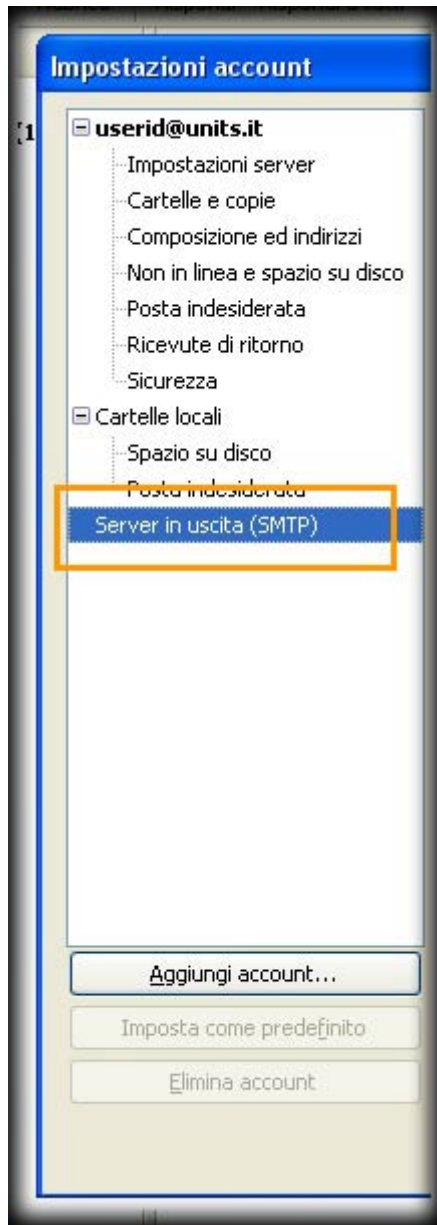 Impostazioni account
userid@units.it
Impostazioni server
Cartelle e copie
Composizione ed indirizzi
Non in linea e spazio su disco
Posta indesiderata
Ricevute di ritorno
Sicurezza
Cartelle locali
Spazio su disco
Posta indesiderata
Server in uscita (SMTP)
Aggiungi account...
Imposta come predefinito
Elimina account